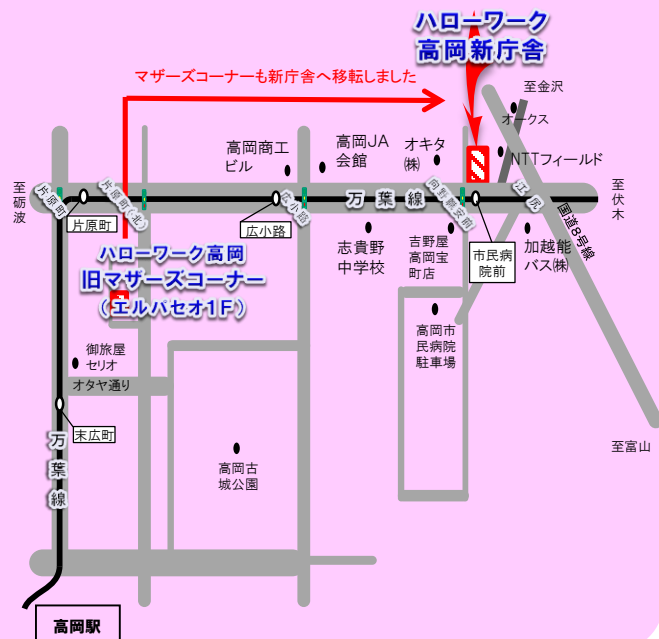 ハローワーク
高岡新庁舎
マザーズコーナーも新庁舎へ移転しました
至金沢
オークス
高岡商工
ビル
高岡JA
会館
オキタ
㈱
NTTフィールド
至
砺
波
片原町
片原町(北)
広小路
万葉線
江尻
至
伏
木
片原町
広小路
市民病
院前
国道8号線
ハローワーク高岡
旧マザーズコーナー
（エルパセオ1F）
志貴野
中学校
吉野屋
高岡宝
町店
加越能
バス㈱
高岡市
民病院
駐車場
御旅屋
セリオ
オタヤ通り
末広町
万
葉
線
高岡古
城公園
至富山
高岡駅